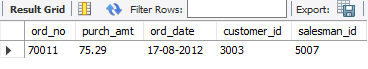 Result Grid Filter Rows: Export:
ord_no purch_amt ord_date customer_id salesman_id
70011 75.29 17-08-2012 3003 5007